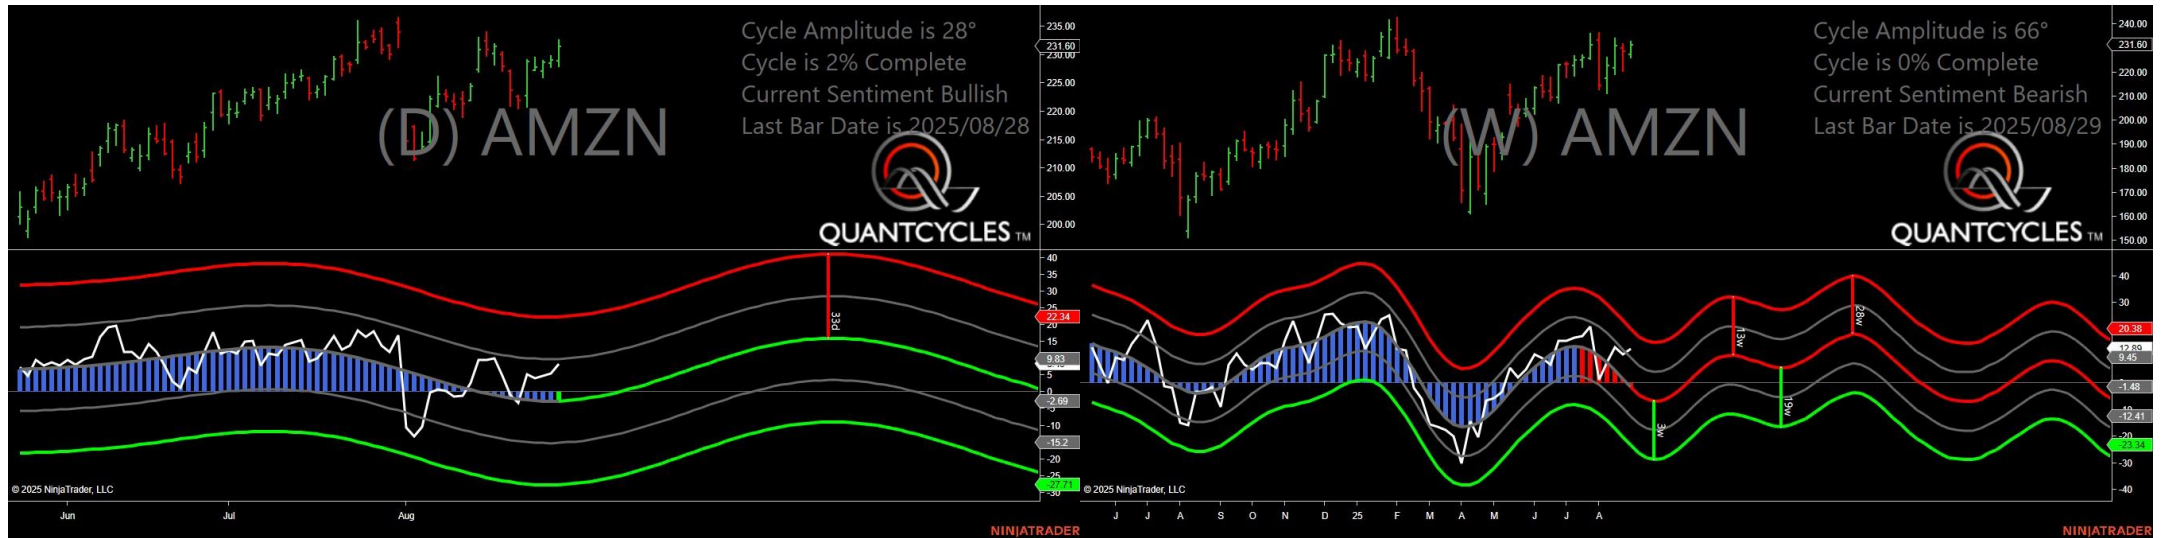 Cycle Amplitude is 28°
Cycle is 2% Complete
Current Sentiment Bullish
Last Bar Date is 2025/08/28
(D) AMZN
QUANTCYCLES TM
235.00
231.60
230.00
225.00
220.00
215.00
210.00
205.00
200.00
33d
40
35
30
25
22.34
20
15
9.83
5
0
-2.69
-5
-10
-15.2
-20
-25
-27.71
-30
© 2025 NinjaTrader, LLC
Jun Jul Aug
NINJATRADER
Cycle Amplitude is 66°
Cycle is 0% Complete
Current Sentiment Bearish
Last Bar Date is 2025/08/29
(W) AMZN
QUANTCYCLES TM
240.00
231.60
220.00
210.00
200.00
190.00
180.00
170.00
160.00
150.00
3w
13w
19w
28w
40
30
20.38
12.89
9.45
-1.48
-12.41
-20
-23.34
-30
-40
© 2025 NinjaTrader, LLC
J J A S O N D 25 F M A M J J A
NINJATRADER